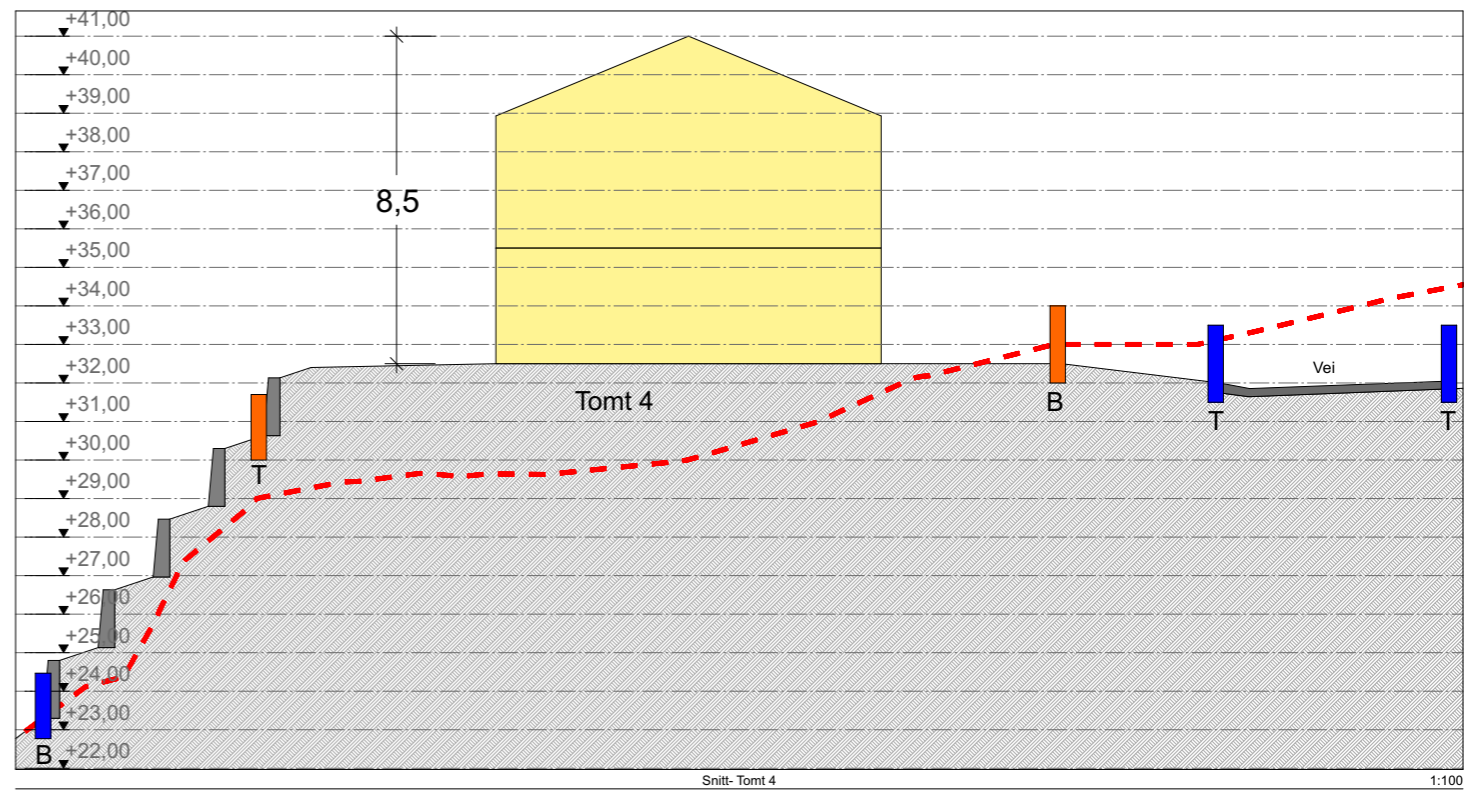 +41,00
+40,00
+39,00
+38,00
+37,00
8,5
+36,00
+35,00
+34,00
+33,00
+32,00
Vei
Tomt 4
B
+31,00
T
T
+30,00
T
+29,00
+28,00
+27,00
+26,00
+25,00
+24,00
+23,00
B
+22,00
Snitt- Tomt 4
1:100